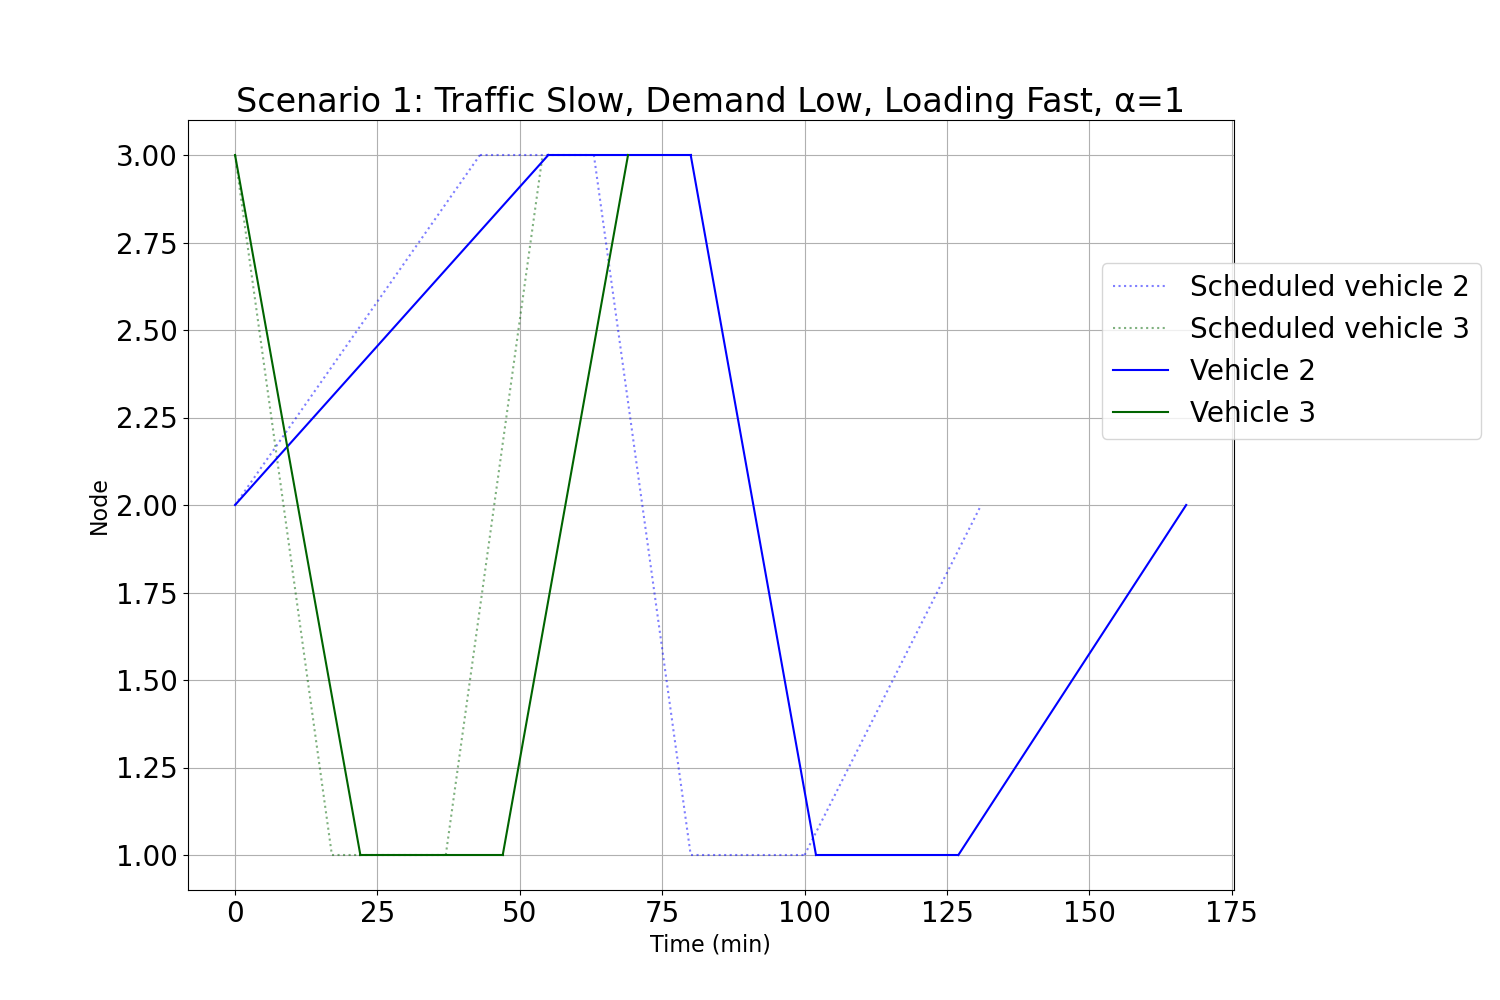 Scenario 1: Traffic Slow, Demand Low, Loading Fast, α=1
3.00
2.75
2.50
2.25
2.00
1.75
1.50
1.25
1.00
Node
0 25 50 75 100 125 150 175
Time (min)
Scheduled vehicle 2
Scheduled vehicle 3
Vehicle 2
Vehicle 3